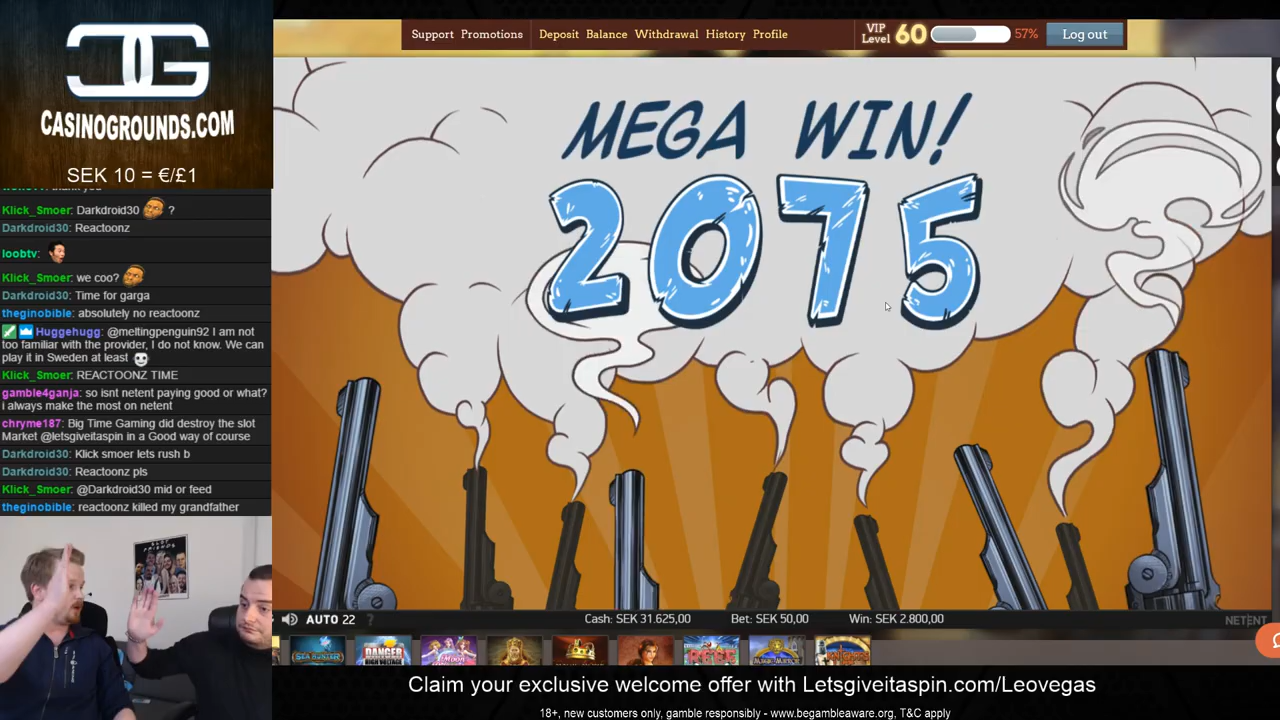 CG
CASINOGROUNDS.COM
SEK 10 = €/£1
Klick_Smoer: Darkdroid30 ?
Darkdroid30: Reactoonz
loobtv:
Klick_Smoer: we coo?
Darkdroid30: Time for garga
theginobible: absolutely no reactoonz
Huggehugg: @meltingpenguin92 I am not
too familiar with the provider, I do not know. We can
play it in Sweden at least
Klick_Smoer: REACTOONZ TIME
gamble4ganja: so isnt netent paying good or what?
i always make the most on netent
chryme187: Big Time Gaming did destroy the slot
Market @letsgiveitaspin in a Good way of course
Darkdroid30: Klick smoer lets rush b
Darkdroid30: Reactoonz pls
Klick_Smoer: @Darkdroid30 mid or feed
theginobible: reactoonz killed my grandfather
Support Promotions Deposit Balance Withdrawal History Profile
VIP
Level 60 57% Log out
MEGA WIN!
2075
AUTO 22 ? Cash: SEK 31.625,00 Bet: SEK 50,00 Win: SEK 2.800,00 NETENT
DANGER
HIGH VOLTAGE
Claim your exclusive welcome offer with Letsgiveitaspin.com/Leovegas
18+, new customers only, gamble responsibly - www.begambleaware.org, T&C apply